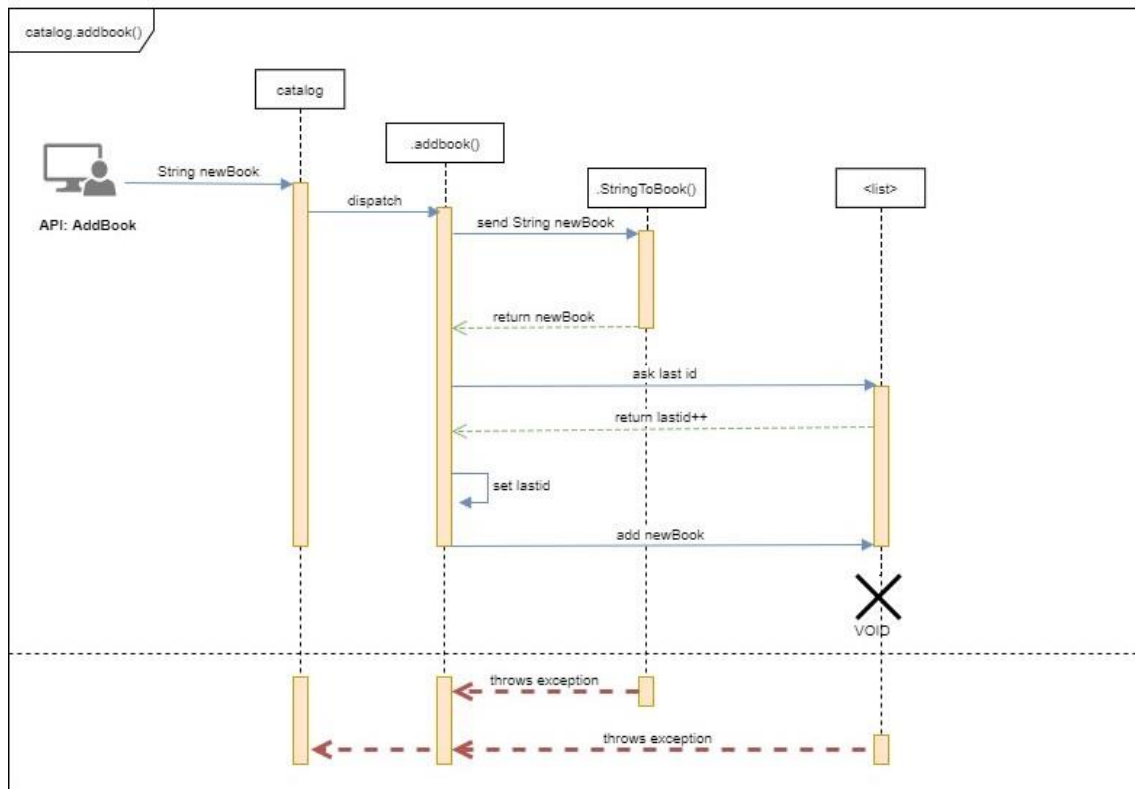 catalog.addbook()
catalog
.addbook()
.StringToBook()
<list>
String newBook
API: AddBook
dispatch
send String newBook
return newBook
ask last id
return lastid++
set lastid
add newBook
VOID
throws exception
throws exception